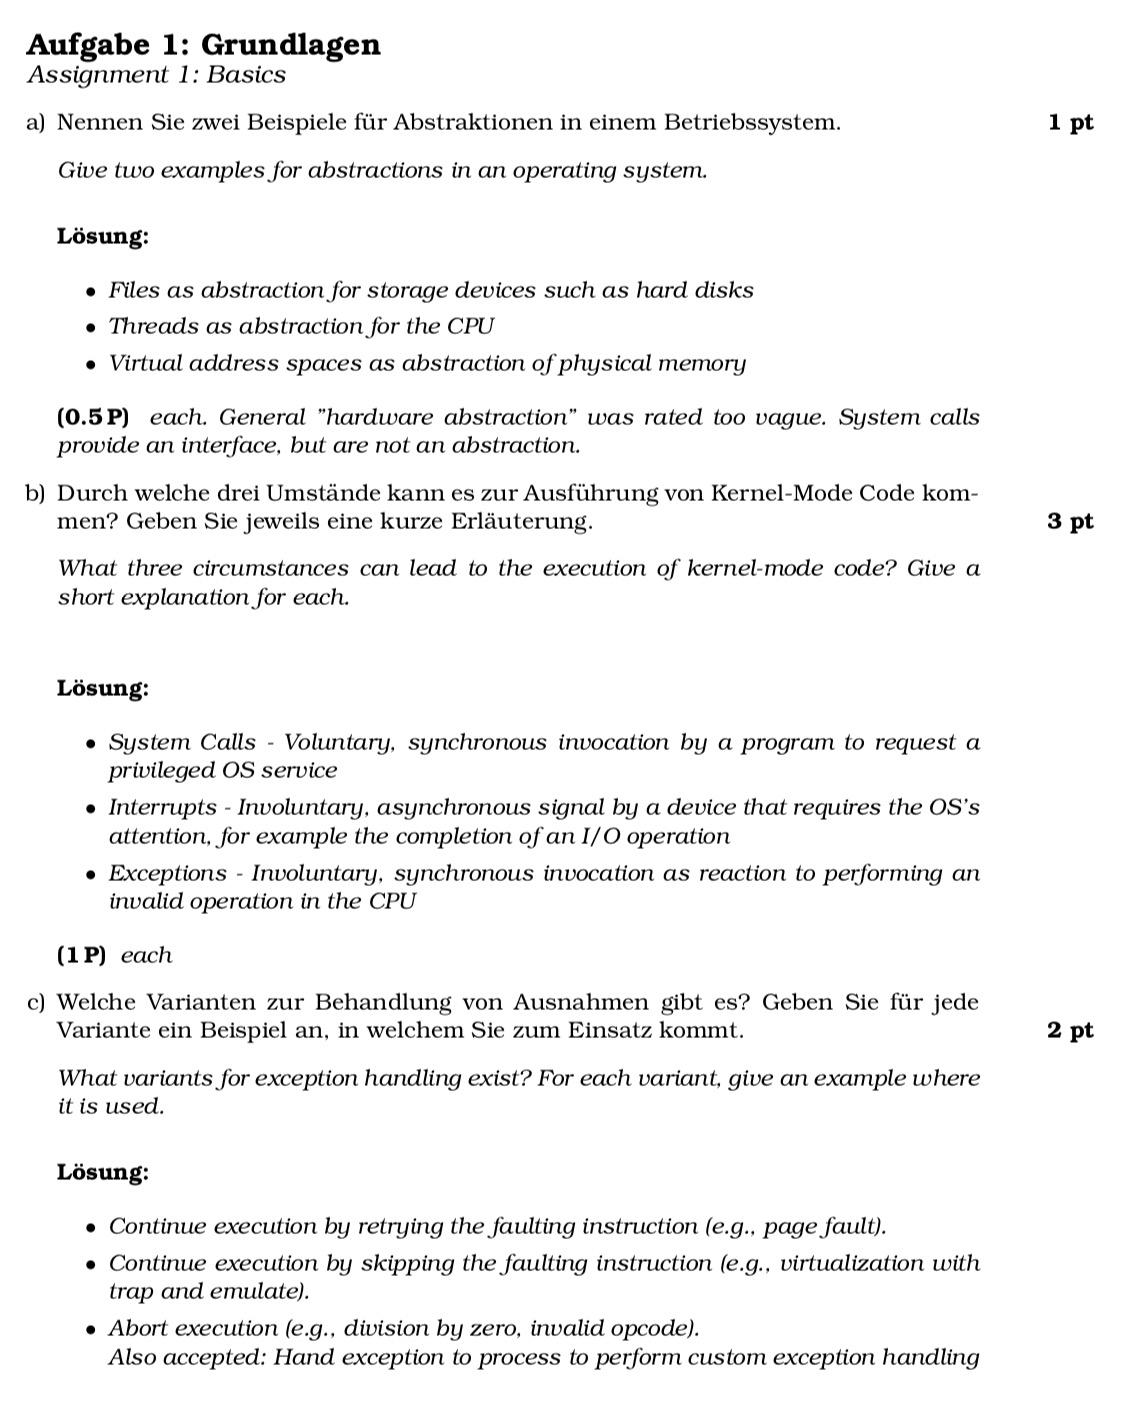 Aufgabe 1: Grundlagen
Assignment 1: Basics
a) Nennen Sie zwei Beispiele für Abstraktionen in einem Betriebssystem. 1 pt
Give two examples for abstractions in an operating system.
Lösung:
• Files as abstraction for storage devices such as hard disks
• Threads as abstraction for the CPU
• Virtual address spaces as abstraction of physical memory
(0.5 P) each. General ”hardware abstraction” was rated too vague. System calls
provide an interface, but are not an abstraction.
b) Durch welche drei Umstände kann es zur Ausführung von Kernel-Mode Code kom-
men? Geben Sie jeweils eine kurze Erläuterung. 3 pt
What three circumstances can lead to the execution of kernel-mode code? Give a
short explanation for each.
Lösung:
• System Calls - Voluntary, synchronous invocation by a program to request a
privileged OS service
• Interrupts - Involuntary, asynchronous signal by a device that requires the OS’s
attention, for example the completion of an I/O operation
• Exceptions - Involuntary, synchronous invocation as reaction to performing an
invalid operation in the CPU
(1 P) each
c) Welche Varianten zur Behandlung von Ausnahmen gibt es? Geben Sie für jede
Variante ein Beispiel an, in welchem Sie zum Einsatz kommt. 2 pt
What variants for exception handling exist? For each variant, give an example where
it is used.
Lösung:
• Continue execution by retrying the faulting instruction (e.g., page fault).
• Continue execution by skipping the faulting instruction (e.g., virtualization with
trap and emulate).
• Abort execution (e.g., division by zero, invalid opcode).
Also accepted: Hand exception to process to perform custom exception handling